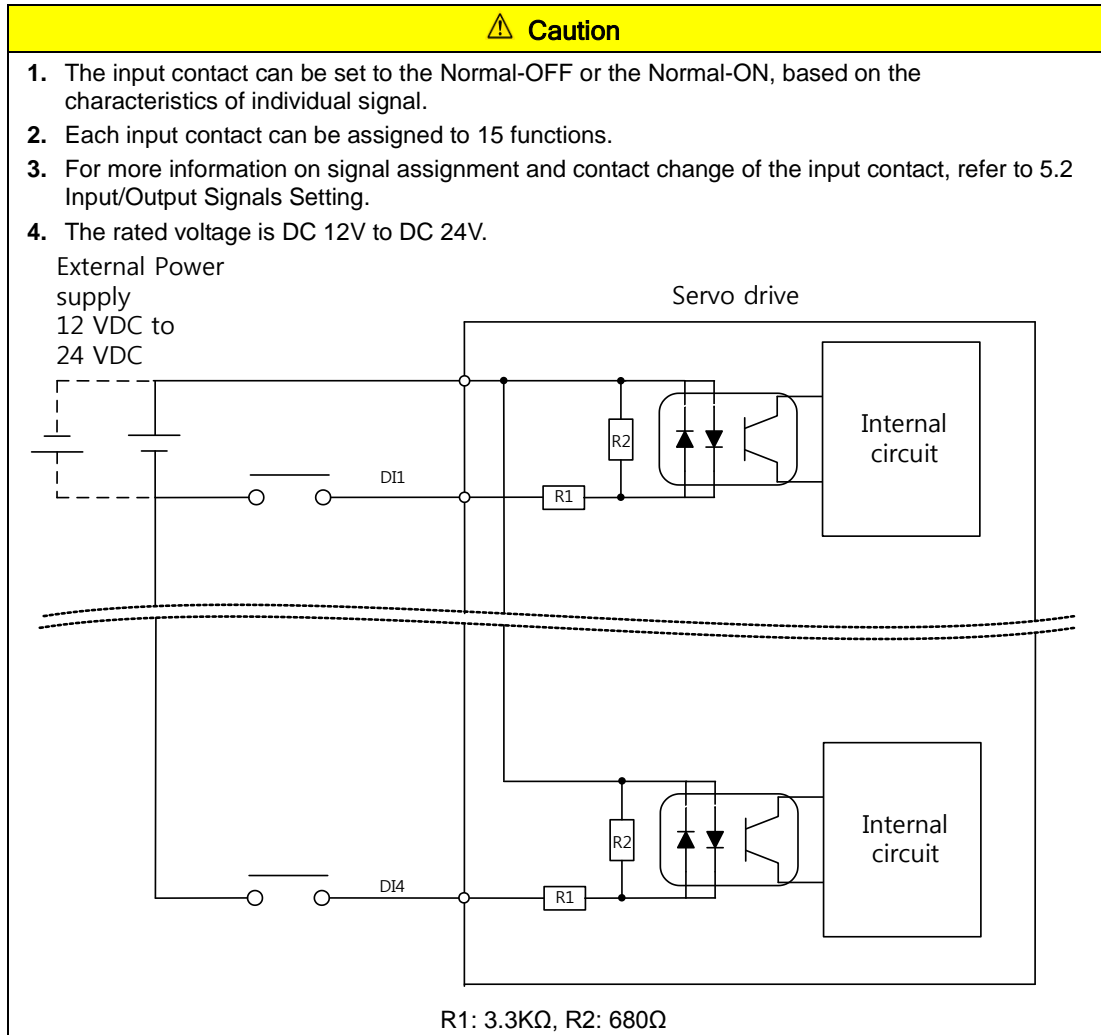 ⚠ Caution
1. The input contact can be set to the Normal-OFF or the Normal-ON, based on the
characteristics of individual signal.
2. Each input contact can be assigned to 15 functions.
3. For more information on signal assignment and contact change of the input contact, refer to 5.2
Input/Output Signals Setting.
4. The rated voltage is DC 12V to DC 24V.
External Power
supply
12 VDC to
24 VDC
Servo drive
R2
Internal
circuit
DI1
R1
R2
Internal
circuit
DI4
R1
R1: 3.3KΩ, R2: 680Ω